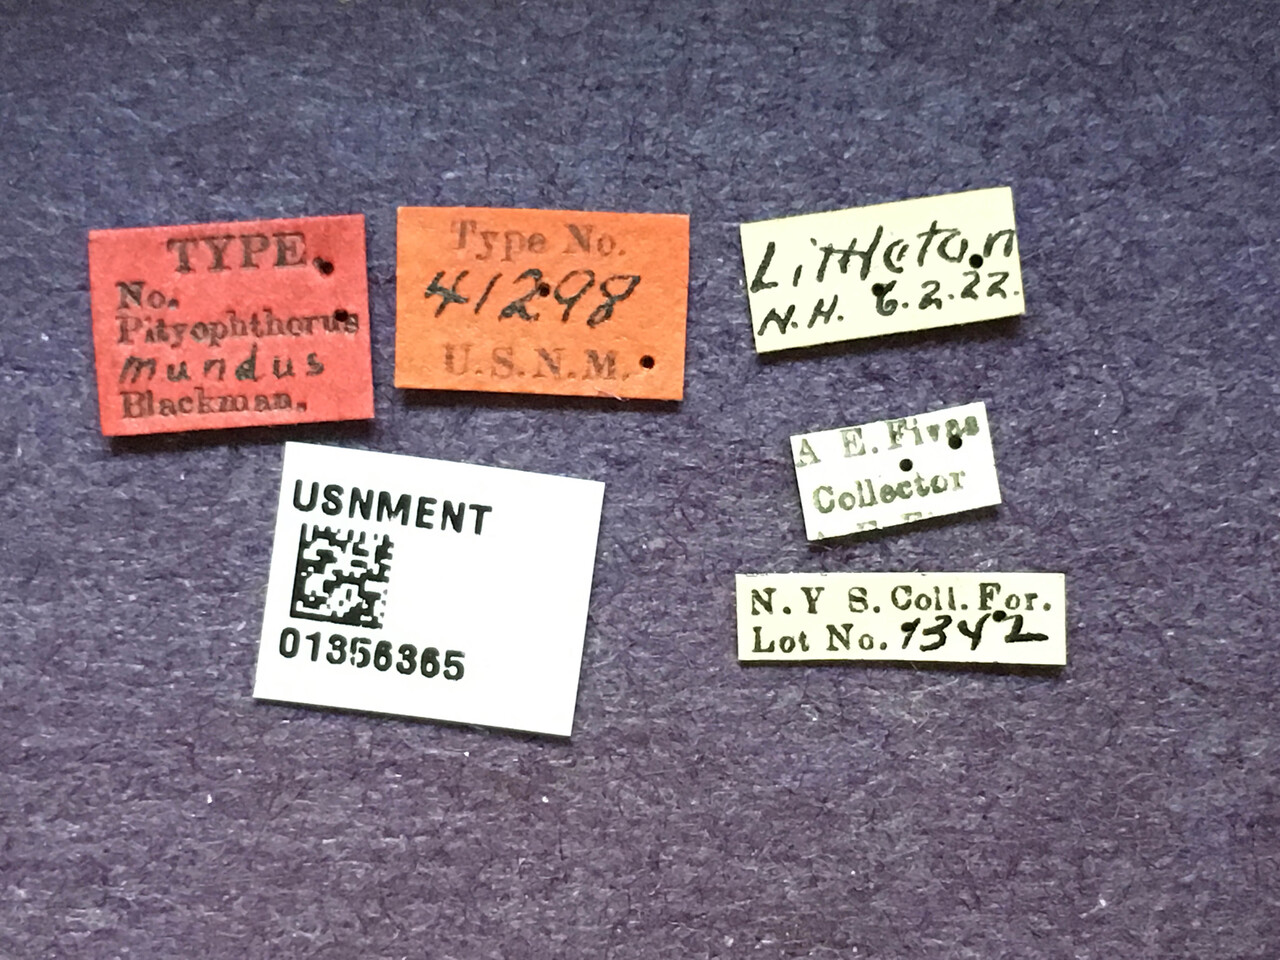 TYPE.
No.
Pityophthorus
mundus
Blackman.
Type No.
41298
U.S.N.M.
Littleton
N.H. 6.2.22.
A E. Fivas
Collector
N.Y S. Coll. For.
Lot No. 1342
USNMENT
01356365